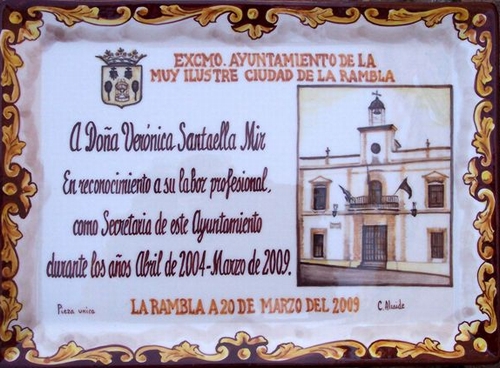 EXCMO. AYUNTAMIENTO DE LA
MUY ILUSTRE CIUDAD DE LA RAMBLA
A Doña Verónica Santaella Mir
En reconocimiento a su labor profesional,
como Secretaria de este Ayuntamiento
durante los años Abril de 2004-Marzo de 2009.
LA RAMBLA A 20 DE MARZO DEL 2009
Pieza unica
C. Alcaide